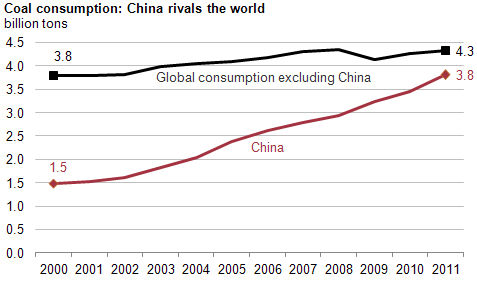 Coal consumption: China rivals the world
billion tons
4.5
4.0
3.5
3.0
2.5
2.0
1.5
1.0
0.5
0.0
3.8
4.3
Global consumption excluding China
3.8
China
1.5
2000 2001 2002 2003 2004 2005 2006 2007 2008 2009 2010 2011